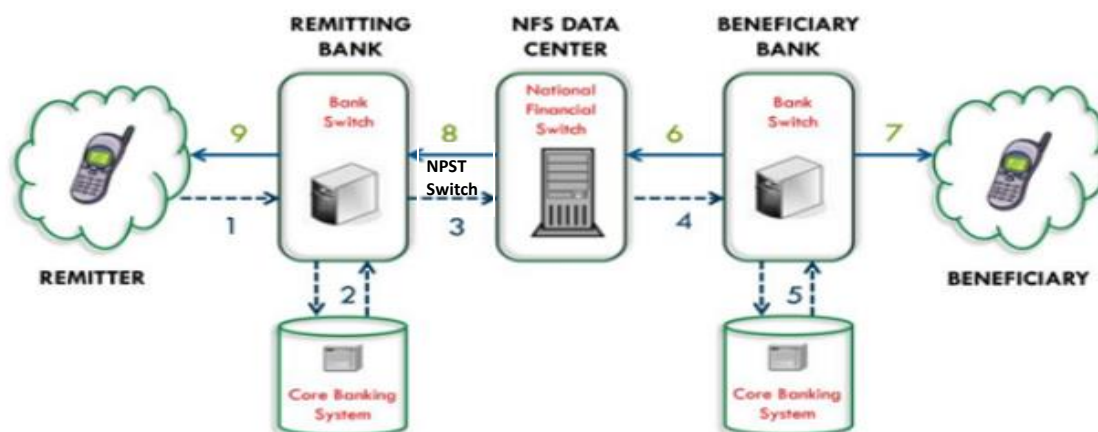 REMITTING
BANK
NFS DATA
CENTER
BENEFICIARY
BANK
Bank
Switch
National
Financial
Switch
Bank
Switch
9
8
6
7
NPST
Switch
1
3
4
REMITTER
BENEFICIARY
2
5
Core Banking
System
Core Banking
System